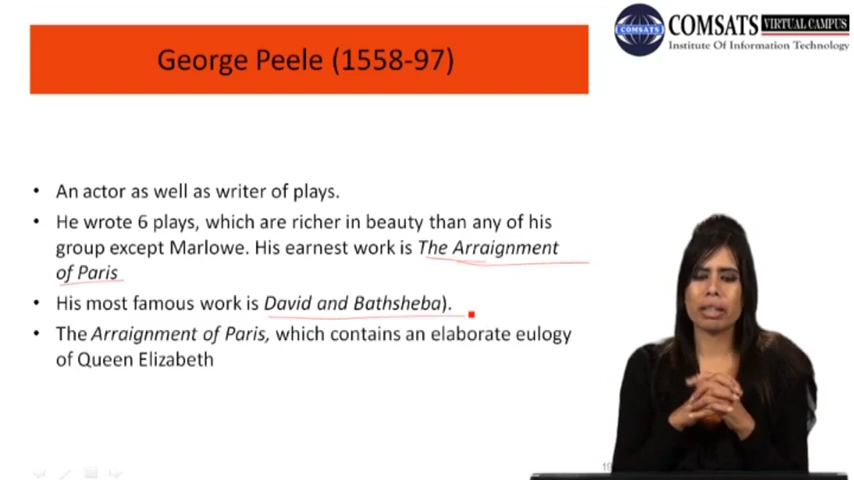 George Peele (1558-97)
COMSATS VIRTUAL CAMPUS
COMSATS
Institute Of Information Technology
• An actor as well as writer of plays.
• He wrote 6 plays, which are richer in beauty than any of his
group except Marlowe. His earnest work is The Arraignment
of Paris
• His most famous work is David and Bathsheba).
• The Arraignment of Paris, which contains an elaborate eulogy
of Queen Elizabeth